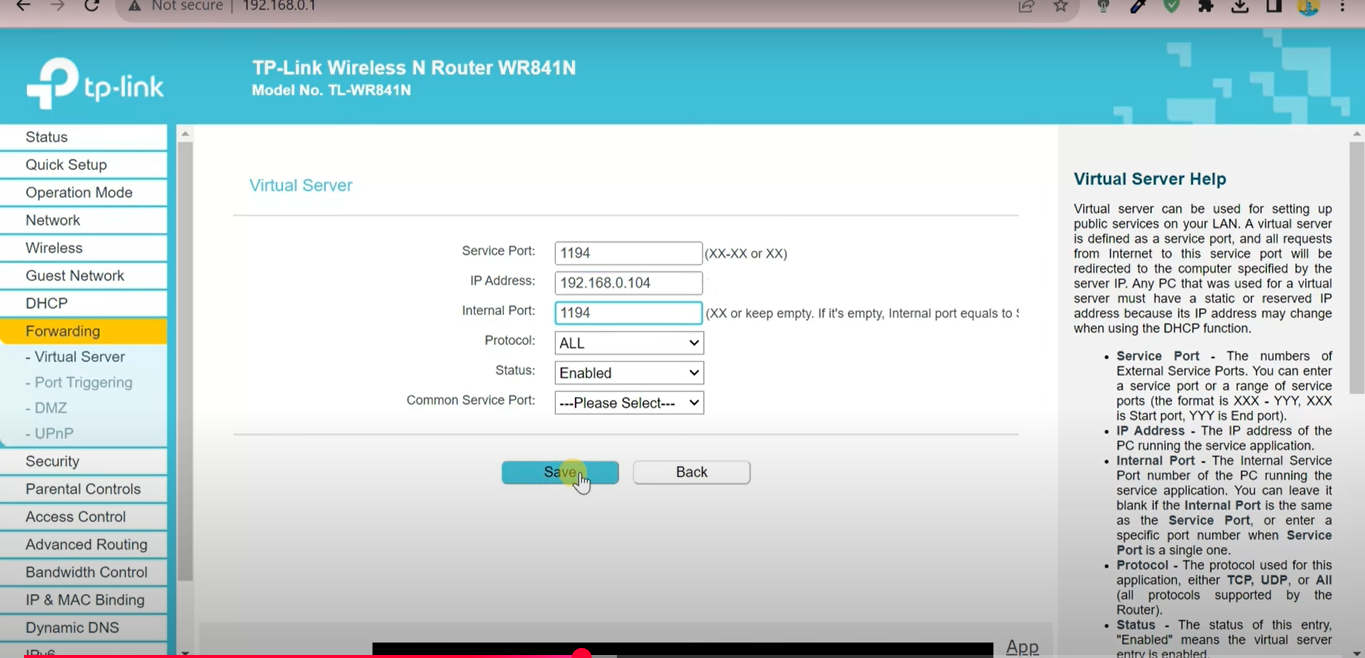 Not secure | 192.168.0.1
tp-link
TP-Link Wireless N Router WR841N
Model No. TL-WR841N
Status
Quick Setup
Operation Mode
Network
Wireless
Guest Network
DHCP
Forwarding
- Virtual Server
- Port Triggering
- DMZ
- UPnP
Security
Parental Controls
Access Control
Advanced Routing
Bandwidth Control
IP & MAC Binding
Dynamic DNS
IPv6
Virtual Server
Service Port: 1194 (XX-XX or XX)
IP Address: 192.168.0.104
Internal Port: 1194 (XX or keep empty. If it's empty, Internal port equals to
Protocol: ALL
Status: Enabled
Common Service Port: ---Please Select---
Save Back
App
Virtual Server Help
Virtual server can be used for setting up
public services on your LAN. A virtual server
is defined as a service port, and all requests
from Internet to this service port will be
redirected to the computer specified by the
server IP. Any PC that was used for a virtual
server must have a static or reserved IP
address because its IP address may change
when using the DHCP function.
• Service Port - The numbers of
External Service Ports. You can enter
a service port or a range of service
ports (the format is XXX - YYY, XXX
is Start port, YYY is End port).
• IP Address - The IP address of the
PC running the service application.
• Internal Port - The Internal Service
Port number of the PC running the
service application. You can leave it
blank if the Internal Port is the same
as the Service Port, or enter a
specific port number when Service
Port is a single one.
• Protocol - The protocol used for this
application, either TCP, UDP, or All
(all protocols supported by the
Router).
• Status - The status of this entry,
"Enabled" means the virtual server
entry is enabled.